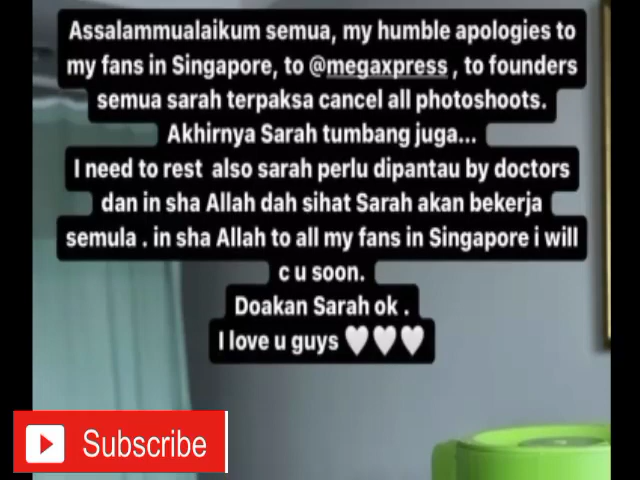 Assalammualaikum semua, my humble apologies to
my fans in Singapore, to @megaxpress , to founders
semua sarah terpaksa cancel all photoshoots.
Akhirnya Sarah tumbang juga...
I need to rest also sarah perlu dipantau by doctors
dan in sha Allah dah sihat Sarah akan bekerja
semula . in sha Allah to all my fans in Singapore i will
c u soon.
Doakan Sarah ok .
I love u guys 🤍🤍🤍
Subscribe